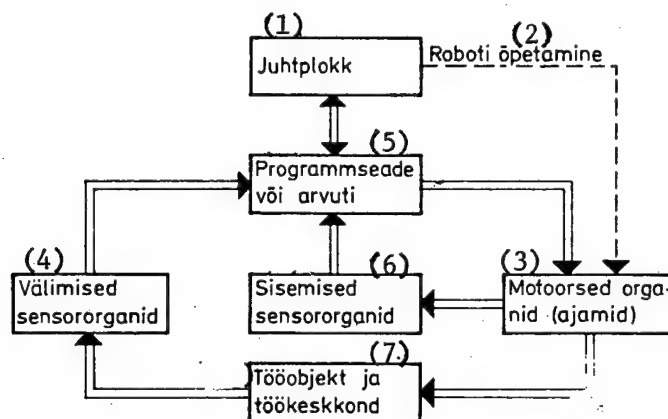 (1)
Juhtplokk
(2)
Roboti õpetamine
(5)
Programmseade
või arvuti
(4)
Välimised
sensororganid
(6)
Sisemised
sensororganid
(3)
Motoorsed orga-
nid (ajamid)
(7)
Tööobjekt ja
töökeskkond